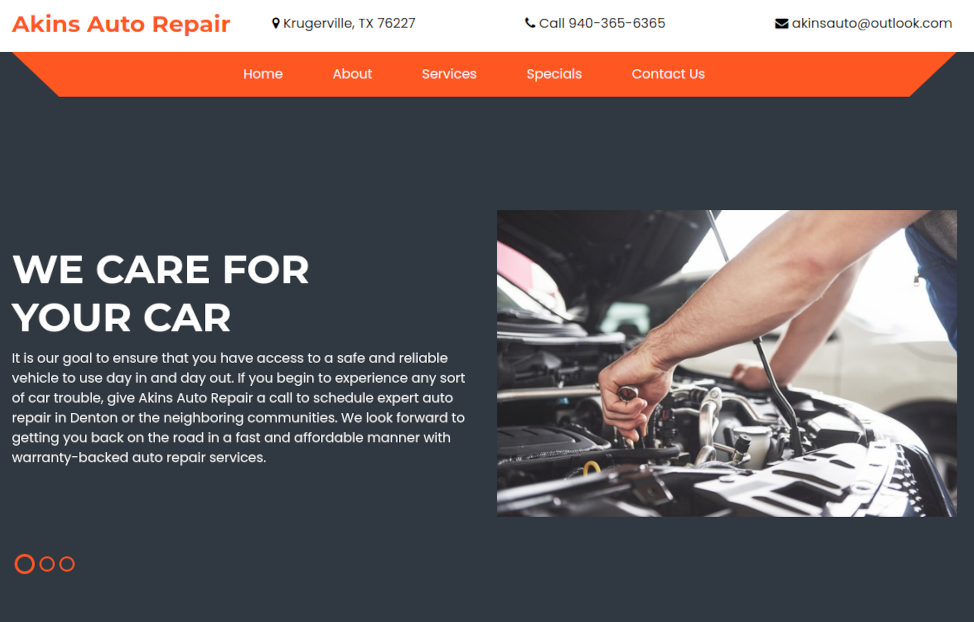 Akins Auto Repair
Krugerville, TX 76227
Call 940-365-6365
akinsauto@outlook.com
Home
About
Services
Specials
Contact Us
WE CARE FOR
YOUR CAR
It is our goal to ensure that you have access to a safe and reliable
vehicle to use day in and day out. If you begin to experience any sort
of car trouble, give Akins Auto Repair a call to schedule expert auto
repair in Denton or the neighboring communities. We look forward to
getting you back on the road in a fast and affordable manner with
warranty-backed auto repair services.